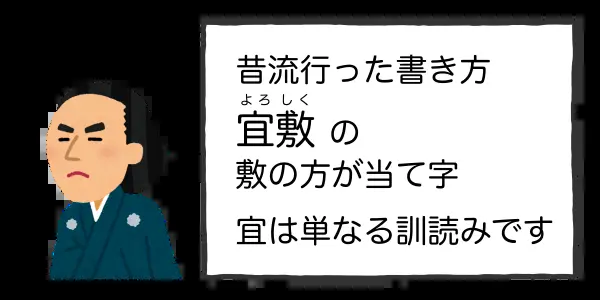 昔流行った書き方
よろしく
宜敷 の
敷の方が当て字
宜は単なる訓読みです